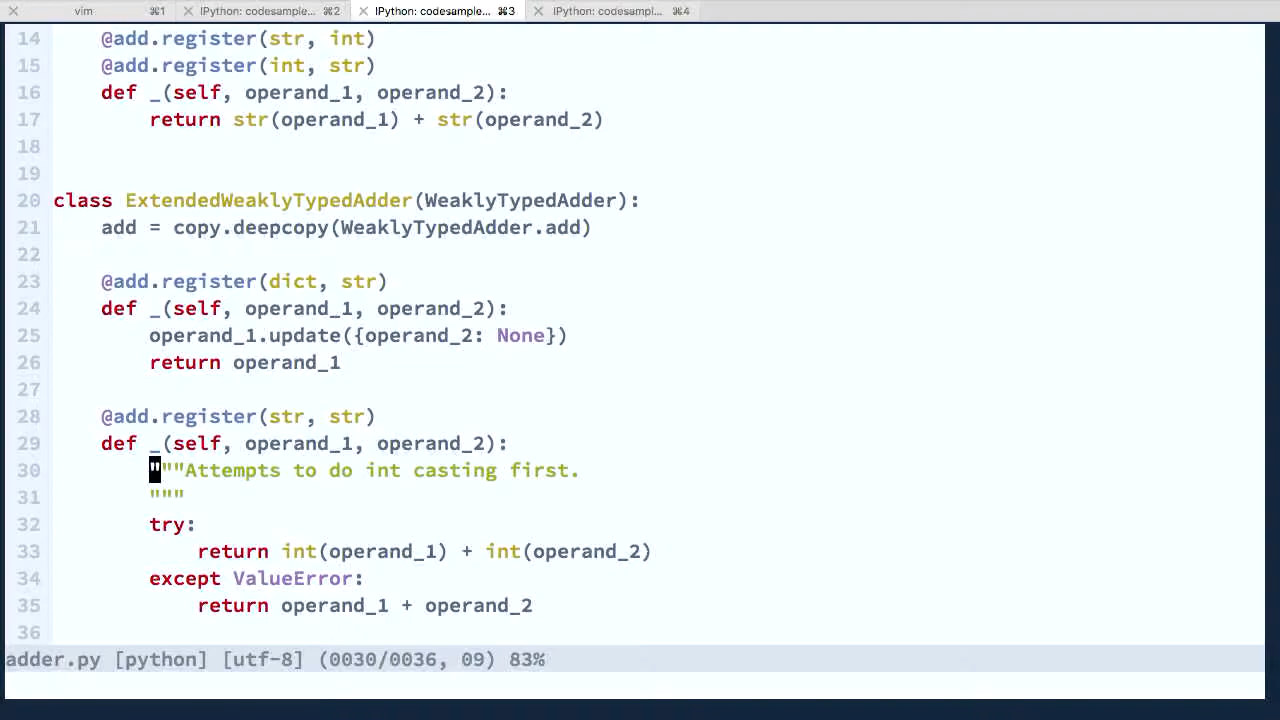 vim ⌘1 IPython: codesample... ⌘2 IPython: codesample... ⌘3 IPython: codesampl... ⌘4
14     @add.register(str, int)
15     @add.register(int, str)
16     def _(self, operand_1, operand_2):
17         return str(operand_1) + str(operand_2)
18
19
20 class ExtendedWeaklyTypedAdder(WeaklyTypedAdder):
21     add = copy.deepcopy(WeaklyTypedAdder.add)
22
23     @add.register(dict, str)
24     def _(self, operand_1, operand_2):
25         operand_1.update({operand_2: None})
26         return operand_1
27
28     @add.register(str, str)
29     def _(self, operand_1, operand_2):
30         """Attempts to do int casting first.
31         """
32         try:
33             return int(operand_1) + int(operand_2)
34         except ValueError:
35             return operand_1 + operand_2
36
adder.py [python] [utf-8] (0030/0036, 09) 83%